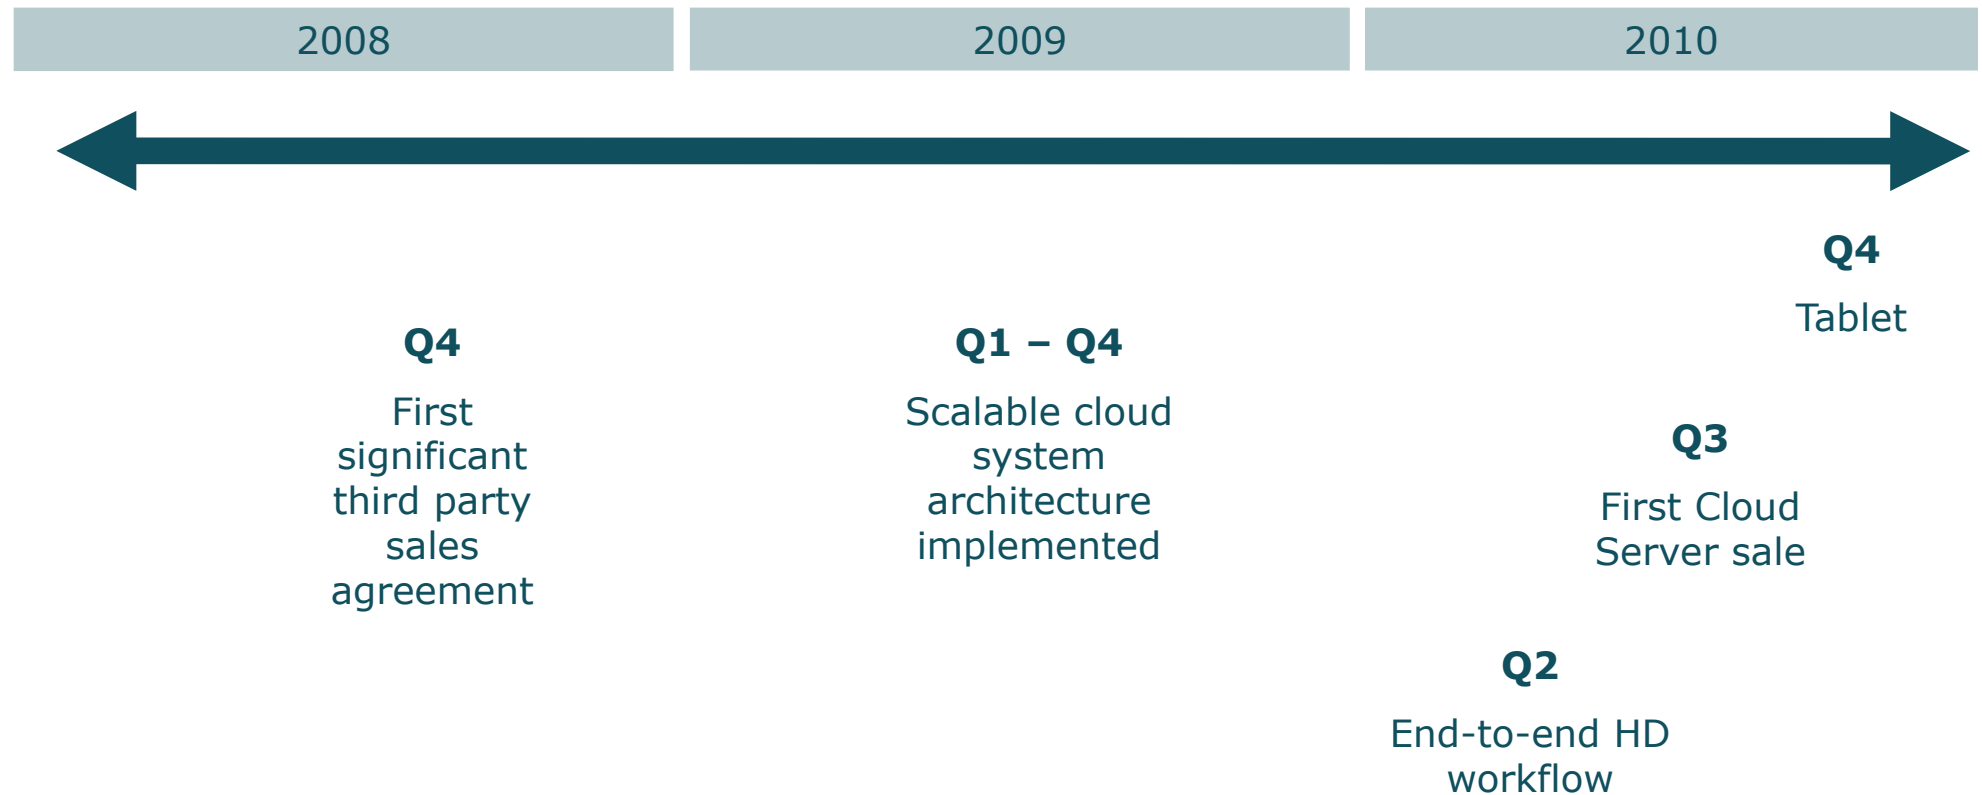 2008
2009
2010
Q4
First
significant
third party
sales
agreement
Q1 – Q4
Scalable cloud
system
architecture
implemented
Q2
End-to-end HD
workflow
Q3
First Cloud
Server sale
Q4
Tablet